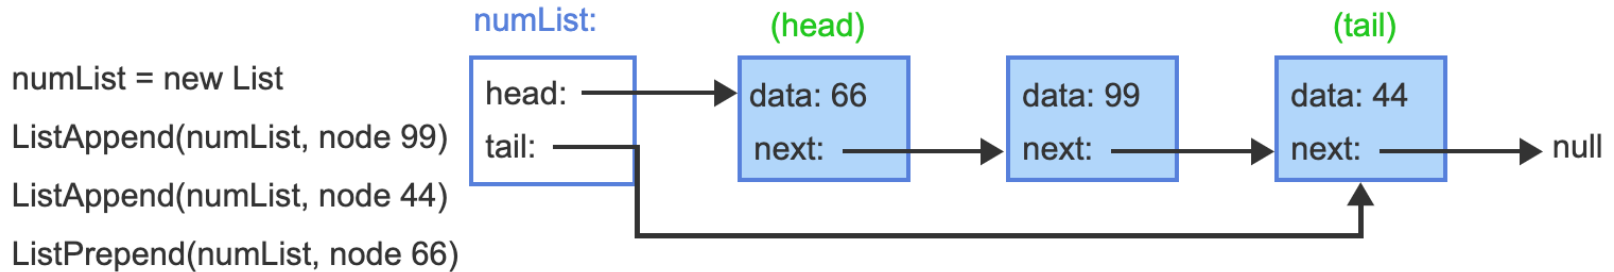 numList = new List
ListAppend(numList, node 99)
ListAppend(numList, node 44)
ListPrepend(numList, node 66)
numList:
head:
tail:
(head)
data: 66
next:
data: 99
next:
(tail)
data: 44
next:
null